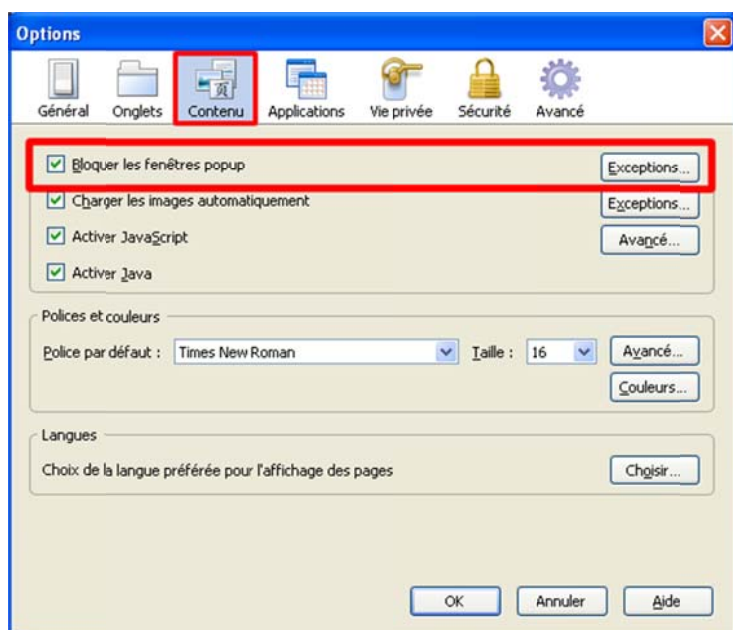 Options
Général Onglets Contenu Applications Vie privée Sécurité Avancé
Bloquer les fenêtres popup Exceptions...
Charger les images automatiquement Exceptions...
Activer JavaScript Avancé...
Activer Java
Polices et couleurs
Police par défaut : Times New Roman Taille : 16 Avancé...
Couleurs...
Langues
Choix de la langue préférée pour l'affichage des pages Choisir...
OK Annuler Aide